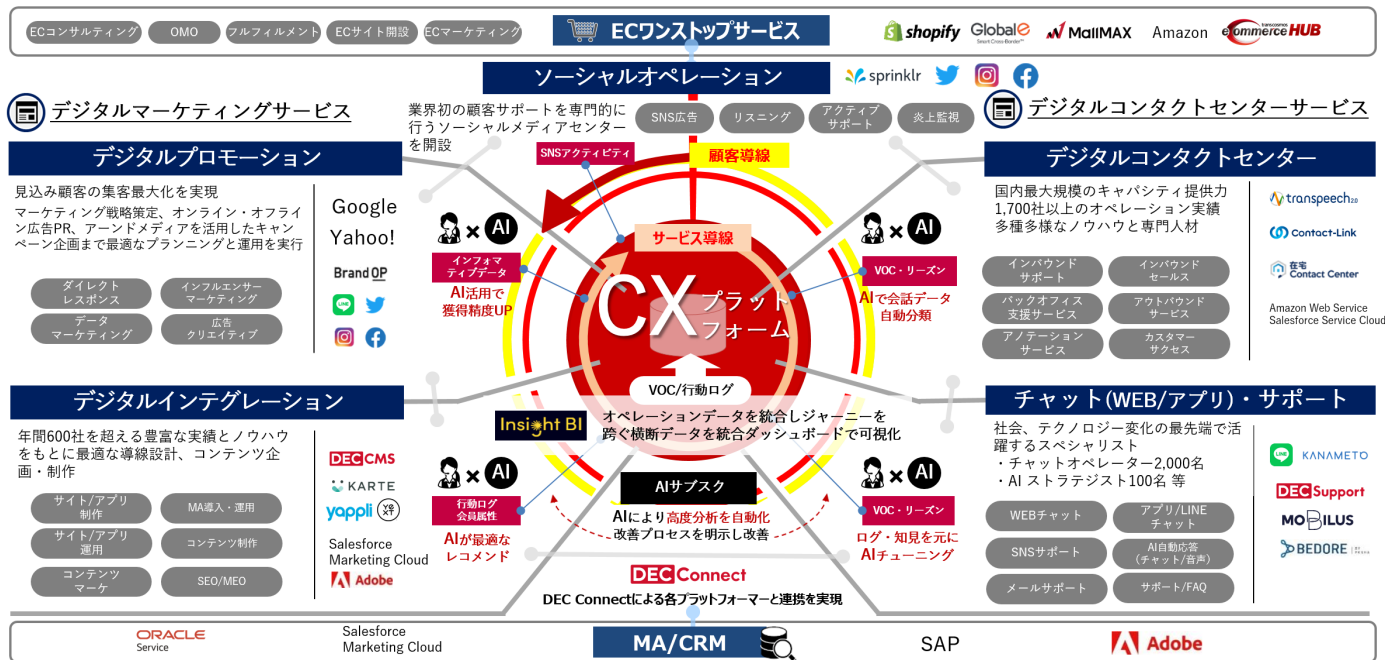 ECコンサルティング
OMO
フルフィルメント
ECサイト開設
ECマーケティング
ECワンストップサービス
shopify
Globale
Smart Cross-Border™
MallMAX
Amazon
transcosmos
eCommerce HUB
ソーシャルオペレーション
sprinklr
業界初の顧客サポートを専門的に
行うソーシャルメディアセンター
を開設
SNS広告
リスニング
アクティブ
サポート
炎上監視
デジタルマーケティングサービス
デジタルプロモーション
見込み顧客の集客最大化を実現
マーケティング戦略策定、オンライン・オフライ
ン広告PR、アーンドメディアを活用したキャン
ペーン企画まで最適なプランニングと運用を実行
ダイレクト
レスポンス
インフルエンサー
マーケティング
データ
マーケティング
広告
クリエイティブ
Google
Yahoo!
Brand OP
LINE
デジタルコンタクトセンターサービス
デジタルコンタクトセンター
国内最大規模のキャパシティ提供力
1,700社以上のオペレーション実績
多種多様なノウハウと専門人材
インバウンド
サポート
インバウンド
セールス
バックオフィス
支援サービス
アウトバウンド
サービス
アノテーション
サービス
カスタマー
サクセス
transpeech2.0
Contact-Link
在宅
Contact Center
Amazon Web Service
Salesforce Service Cloud
SNSアクティビティ
顧客導線
サービス導線
×
AI
インフォマ
ティブデータ
AI活用で
獲得精度UP
×
AI
VOC・リーズン
AIで会話データ
自動分類
CX プラット
フォーム
VOC/行動ログ
Insight BI
オペレーションデータを統合しジャーニーを
跨ぐ横断データを統合ダッシュボードで可視化
×
AI
行動ログ
会員属性
AIが最適な
レコメンド
AIサブスク
AIにより高度分析を自動化
改善プロセスを明示し改善
×
AI
VOC・リーズン
ログ・知見を元に
AIチューニング
DEC Connect
DEC Connectによる各プラットフォーマーと連携を実現
デジタルインテグレーション
年間600社を超える豊富な実績とノウハウ
をもとに最適な導線設計、コンテンツ企
画・制作
サイト/アプリ
制作
MA導入・運用
サイト/アプリ
運用
コンテンツ制作
コンテンツ
マーケ
SEO/MEO
DEC CMS
KARTE
yappli
Salesforce
Marketing Cloud
Adobe
チャット(WEB/アプリ)・サポート
社会、テクノロジー変化の最先端で活
躍するスペシャリスト
・チャットオペレーター2,000名
・AI ストラテジスト100名 等
WEBチャット
アプリ/LINE
チャット
SNSサポート
AI自動応答
(チャット/音声)
メールサポート
サポート/FAQ
LINE
KANAMETO
DEC Support
MOBILUS
BEDORE
ORACLE
Service
Salesforce
Marketing Cloud
MA/CRM
SAP
Adobe